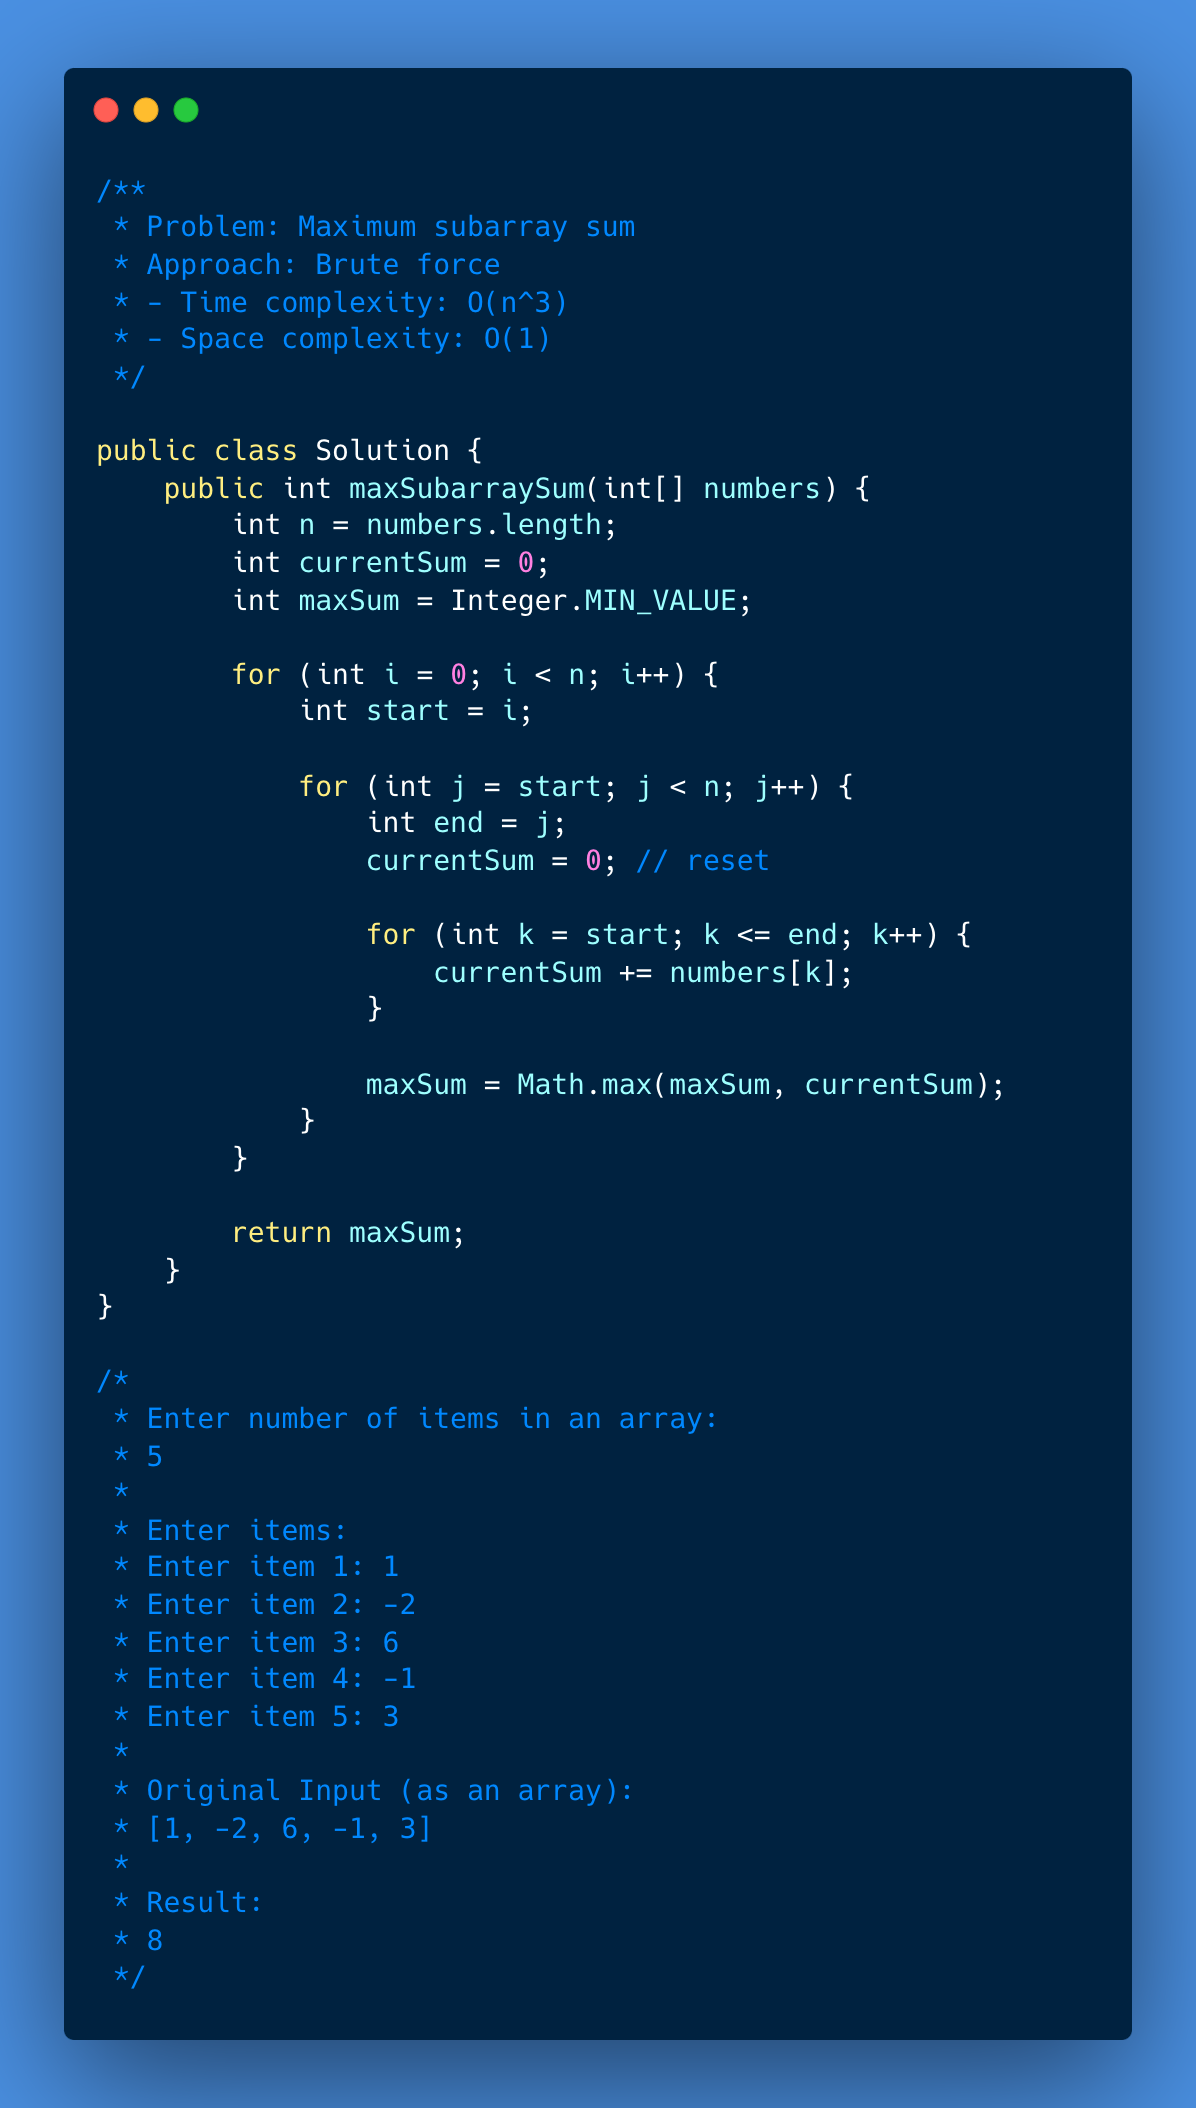 /**
 * Problem: Maximum subarray sum
 * Approach: Brute force
 * - Time complexity: O(n^3)
 * - Space complexity: O(1)
 */

public class Solution {
    public int maxSubarraySum(int[] numbers) {
        int n = numbers.length;
        int currentSum = 0;
        int maxSum = Integer.MIN_VALUE;

        for (int i = 0; i < n; i++) {
            int start = i;

            for (int j = start; j < n; j++) {
                int end = j;
                currentSum = 0; // reset

                for (int k = start; k <= end; k++) {
                    currentSum += numbers[k];
                }

                maxSum = Math.max(maxSum, currentSum);
            }
        }

        return maxSum;
    }
}

/*
 * Enter number of items in an array:
 * 5
 *
 * Enter items:
 * Enter item 1: 1
 * Enter item 2: -2
 * Enter item 3: 6
 * Enter item 4: -1
 * Enter item 5: 3
 *
 * Original Input (as an array):
 * [1, -2, 6, -1, 3]
 *
 * Result:
 * 8
 */